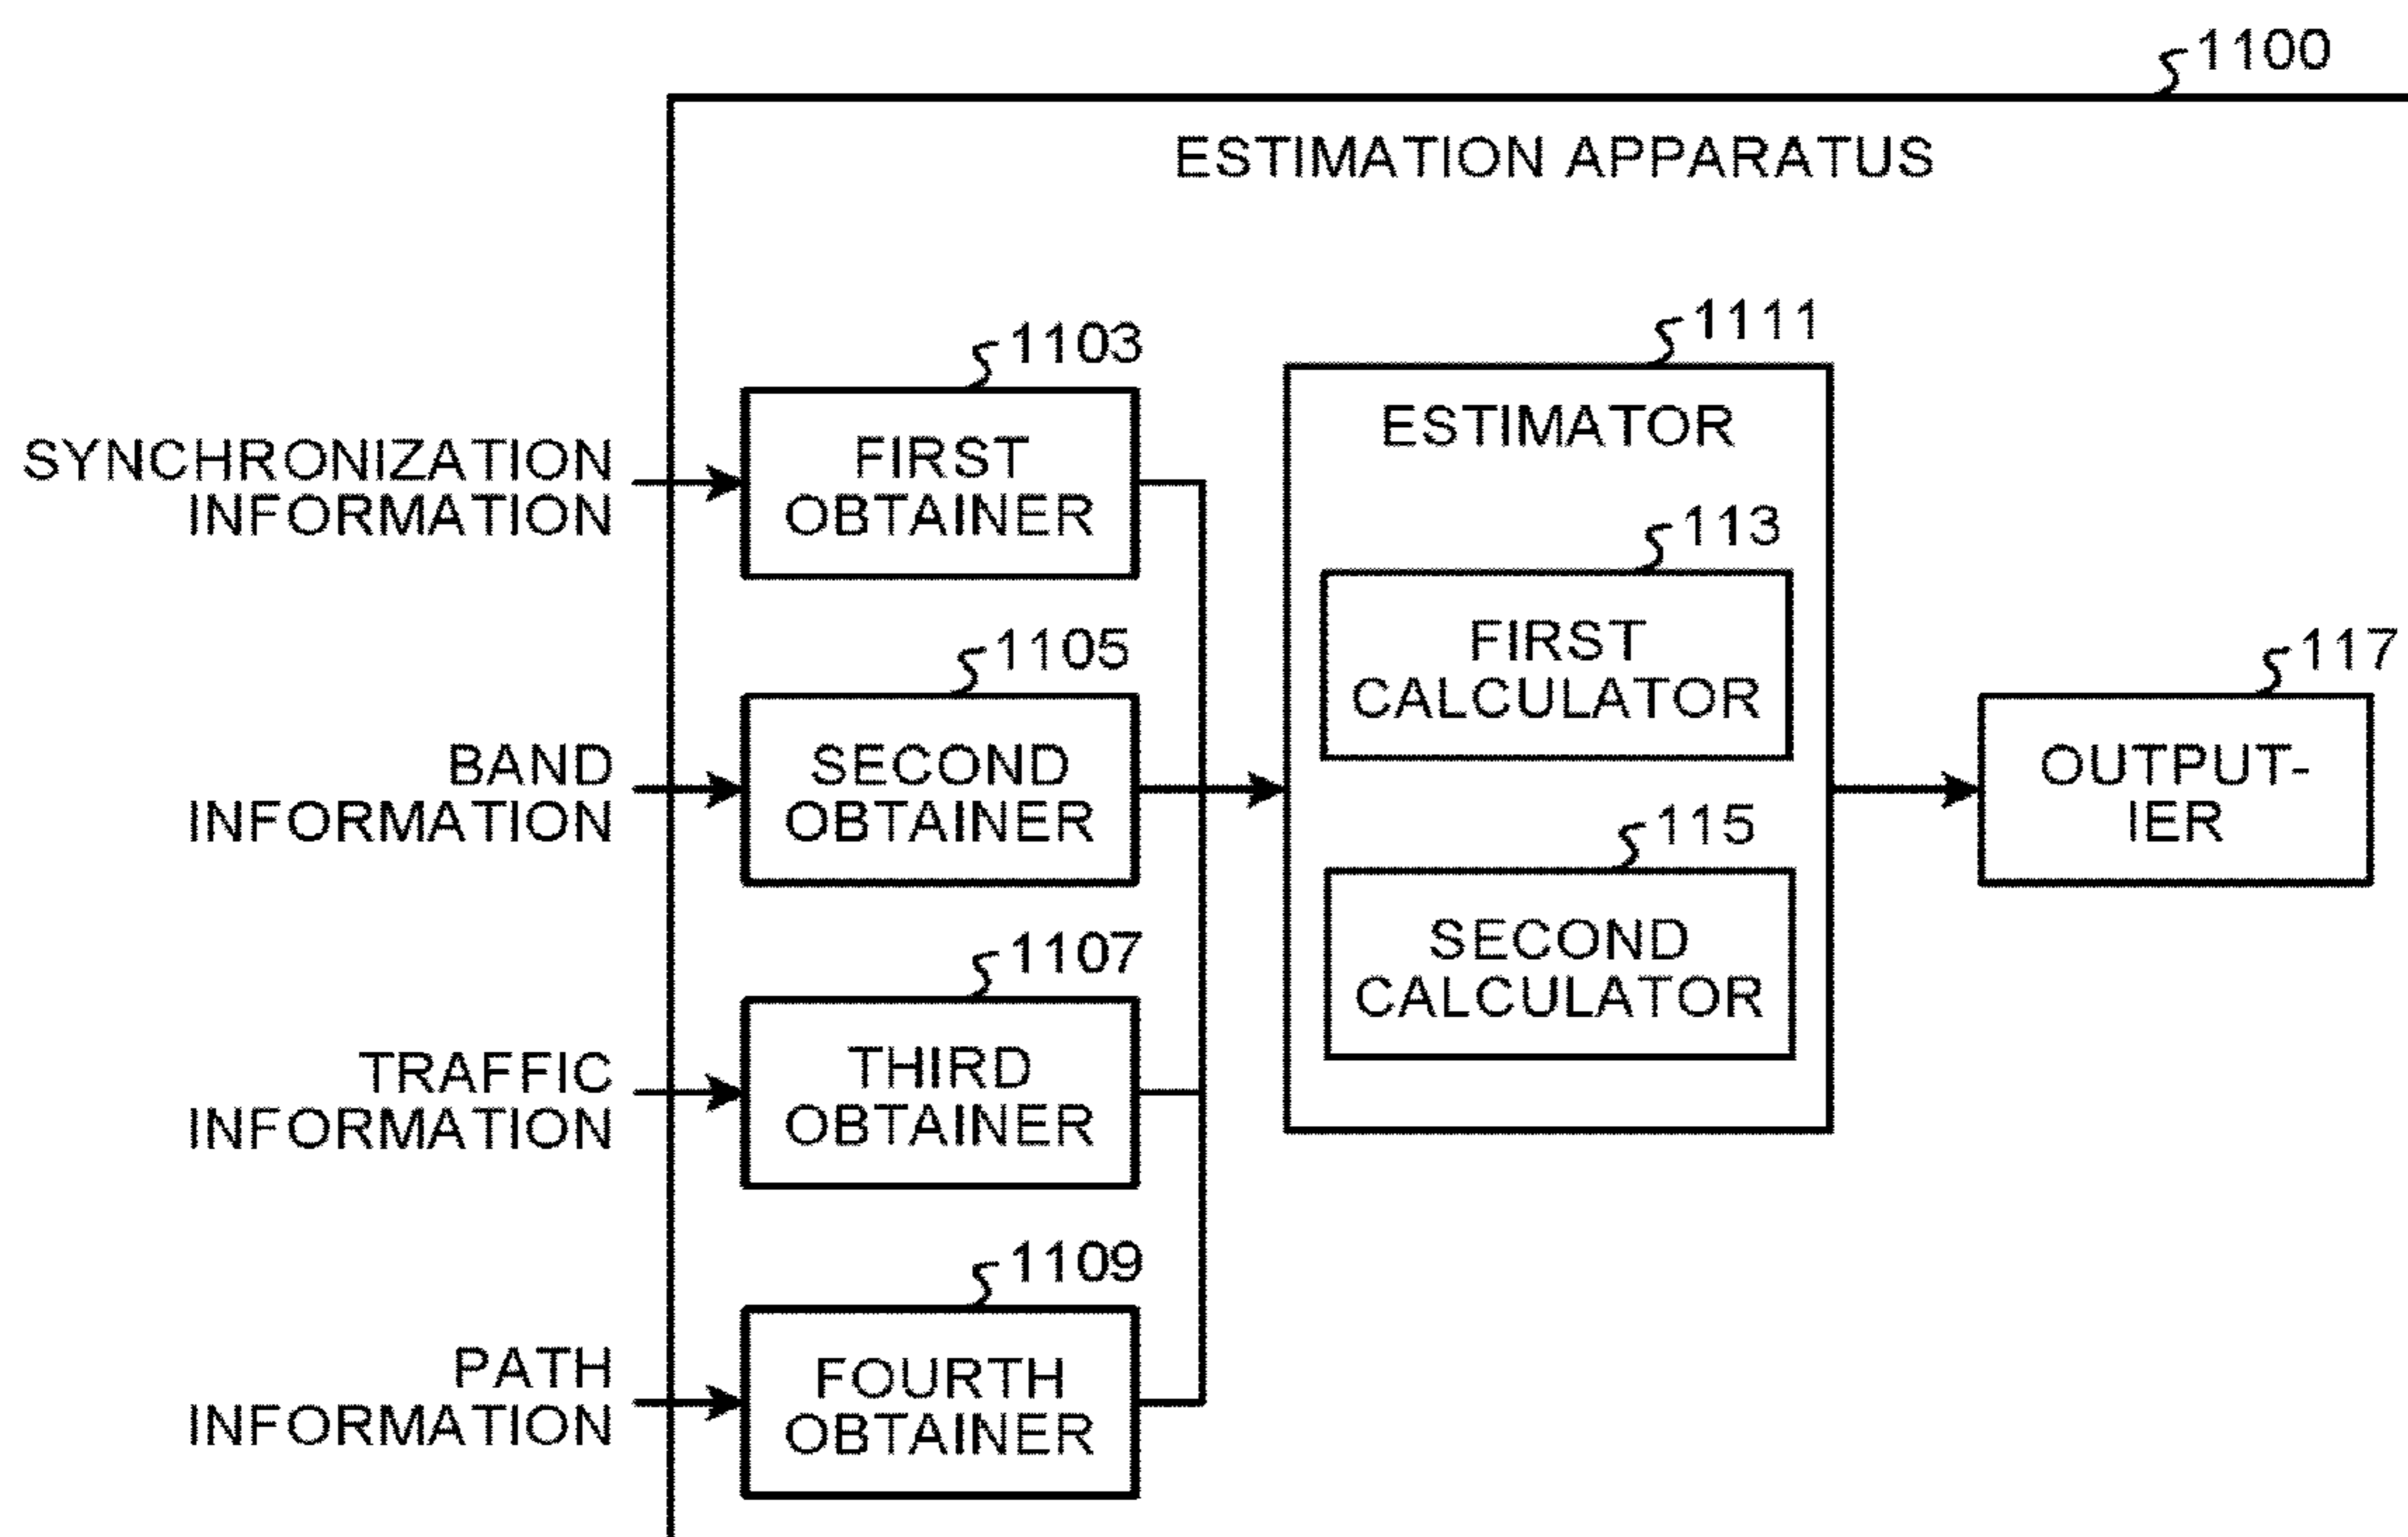 1100
ESTIMATION APPARATUS
1103
1111
SYNCHRONIZATION
INFORMATION
FIRST
OBTAINER
ESTIMATOR
113
FIRST
CALCULATOR
1105
117
BAND
INFORMATION
SECOND
OBTAINER
OUTPUT-
IER
115
SECOND
CALCULATOR
1107
TRAFFIC
INFORMATION
THIRD
OBTAINER
1109
PATH
INFORMATION
FOURTH
OBTAINER